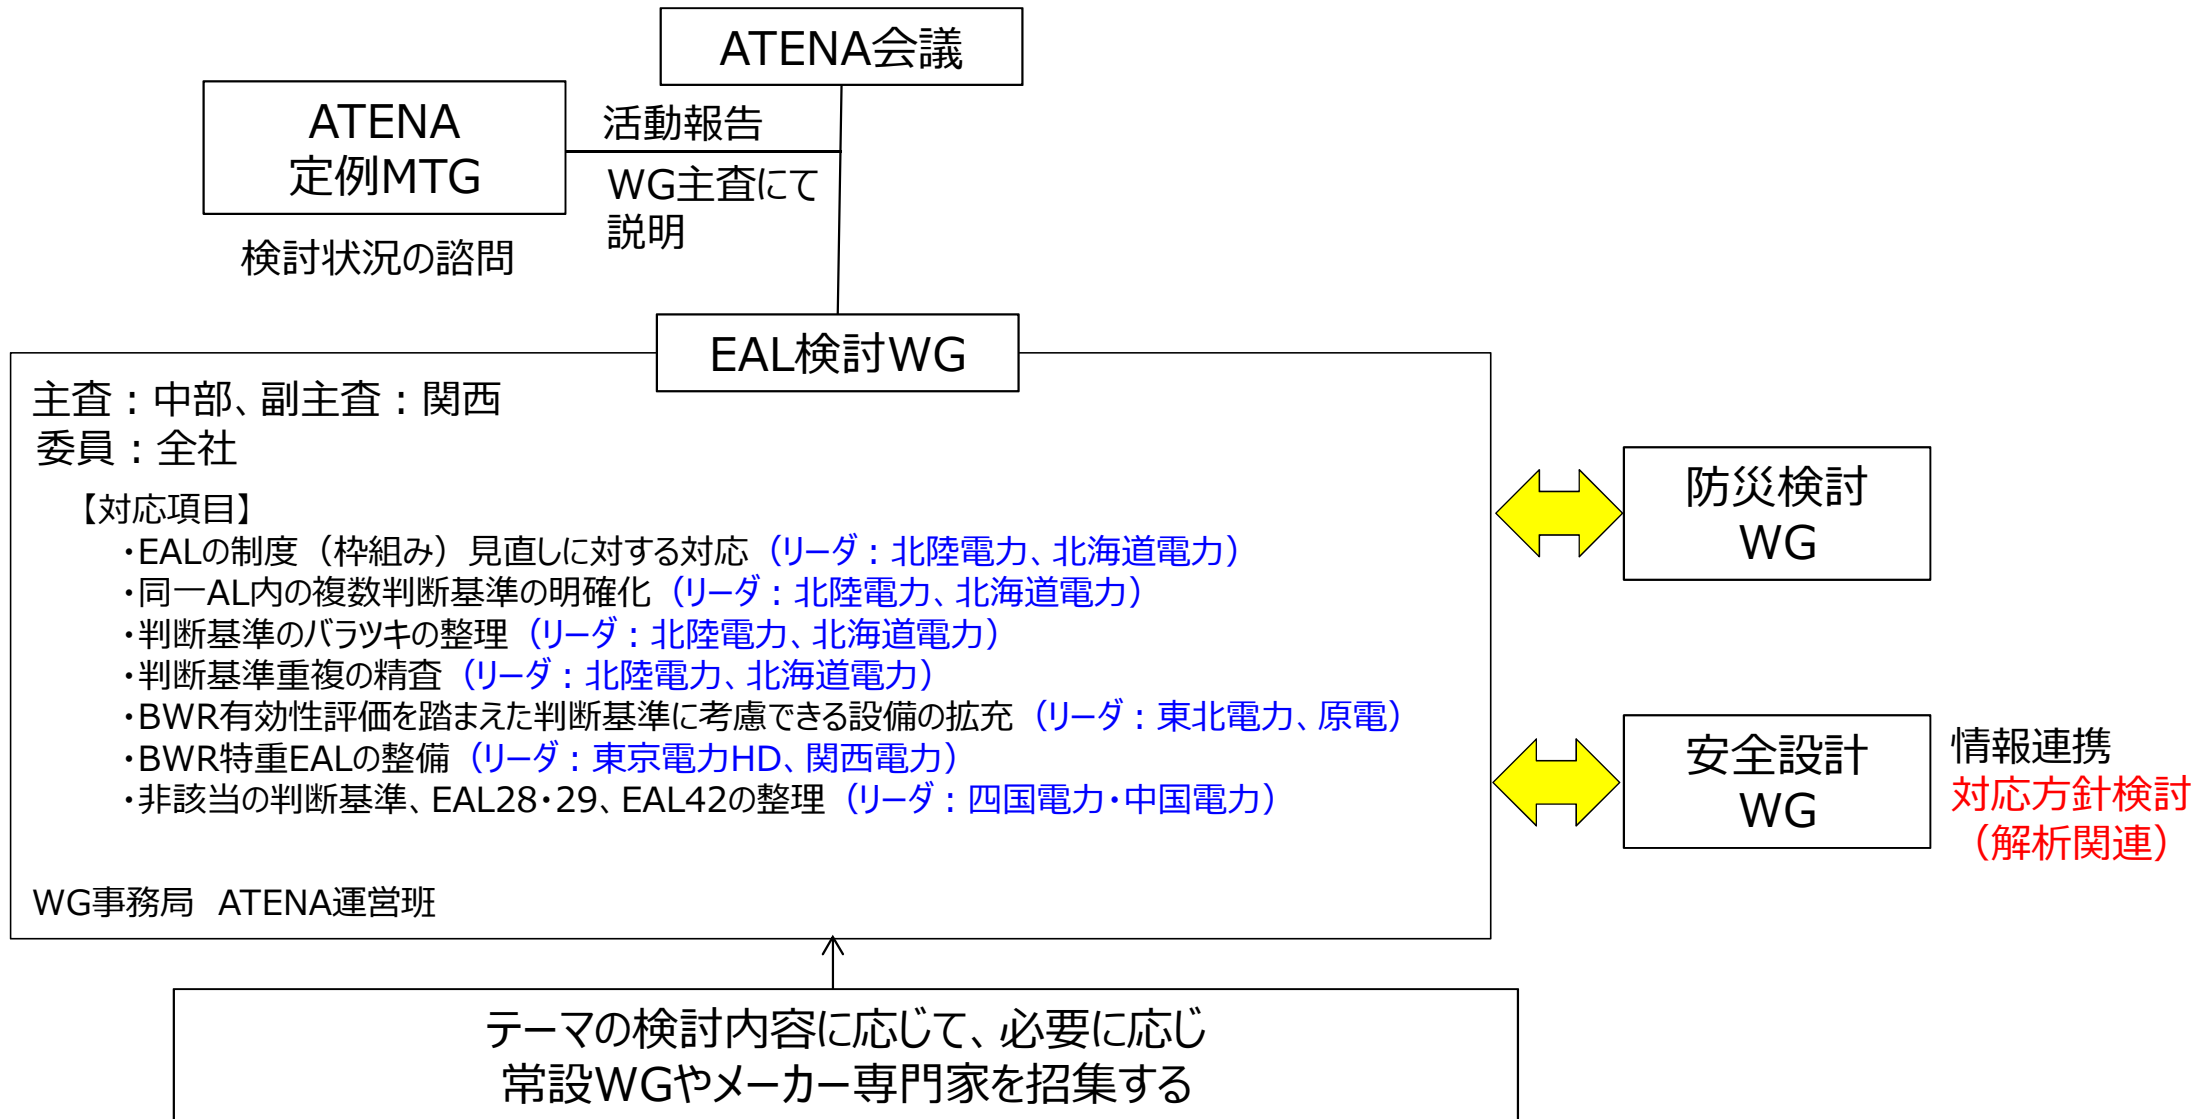 ATENA会議
ATENA
定例MTG
活動報告
WG主査にて
説明
検討状況の諮問
EAL検討WG
主査：中部、副主査：関西
委員：全社
【対応項目】
・EALの制度（枠組み）見直しに対する対応（リーダ：北陸電力、北海道電力）
・同一AL内の複数判断基準の明確化（リーダ：北陸電力、北海道電力）
・判断基準のバラツキの整理（リーダ：北陸電力、北海道電力）
・判断基準重複の精査（リーダ：北陸電力、北海道電力）
・BWR有効性評価を踏まえた判断基準に考慮できる設備の拡充（リーダ：東北電力、原電）
・BWR特重EALの整備（リーダ：東京電力HD、関西電力）
・非該当の判断基準、EAL28・29、EAL42の整理（リーダ：四国電力・中国電力）
WG事務局　ATENA運営班
防災検討
WG
安全設計
WG
情報連携
対応方針検討
（解析関連）
テーマの検討内容に応じて、必要に応じ
常設WGやメーカー専門家を招集する